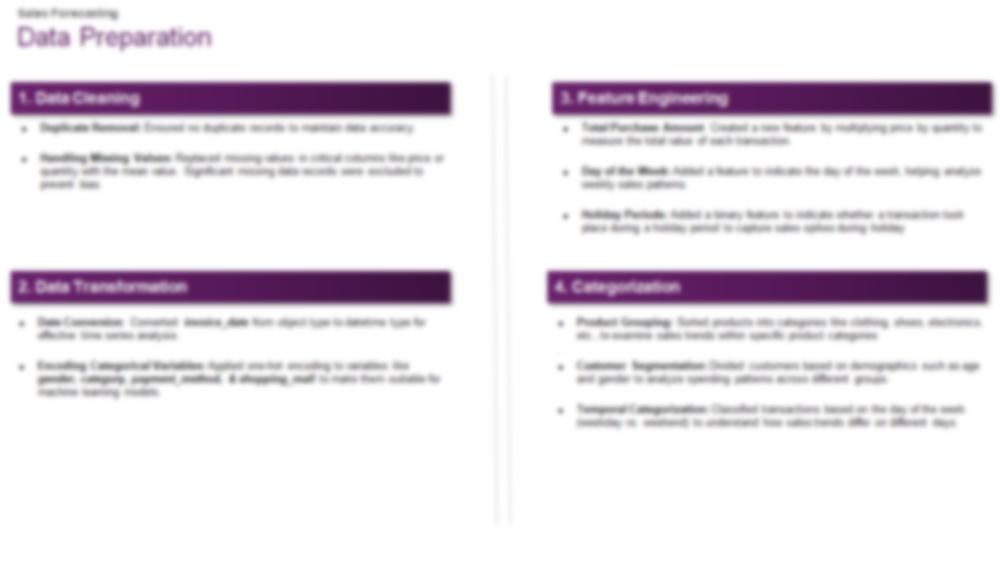 Sales Forecasting
Data Preparation
1. Data Cleaning
• Duplicate Removal: Ensured no duplicate records to maintain data accuracy.
• Handling Missing Values: Replaced missing values in critical columns like price or
quantity with the mean value. Significant missing data records were excluded to
prevent bias.
2. Data Transformation
• Date Conversion: Converted invoice_date from object type to datetime type for
effective time series analysis.
• Encoding Categorical Variables: Applied one-hot encoding to variables like
gender, category, payment_method, & shopping_mall to make them suitable for
machine learning models.
3. Feature Engineering
• Total Purchase Amount: Created a new feature by multiplying price by quantity to
measure the total value of each transaction.
• Day of the Week: Added a feature to indicate the day of the week, helping analyze
weekly sales patterns.
• Holiday Periods: Added a binary feature to indicate whether a transaction took
place during a holiday period to capture sales spikes during holiday
4. Categorization
• Product Grouping: Sorted products into categories like clothing, shoes, electronics,
etc., to examine sales trends within specific product categories
• Customer Segmentation: Divided customers based on demographics such as age
and gender to analyze spending patterns across different groups.
• Temporal Categorization: Classified transactions based on the day of the week
(weekday vs. weekend) to understand how sales trends differ on different days.